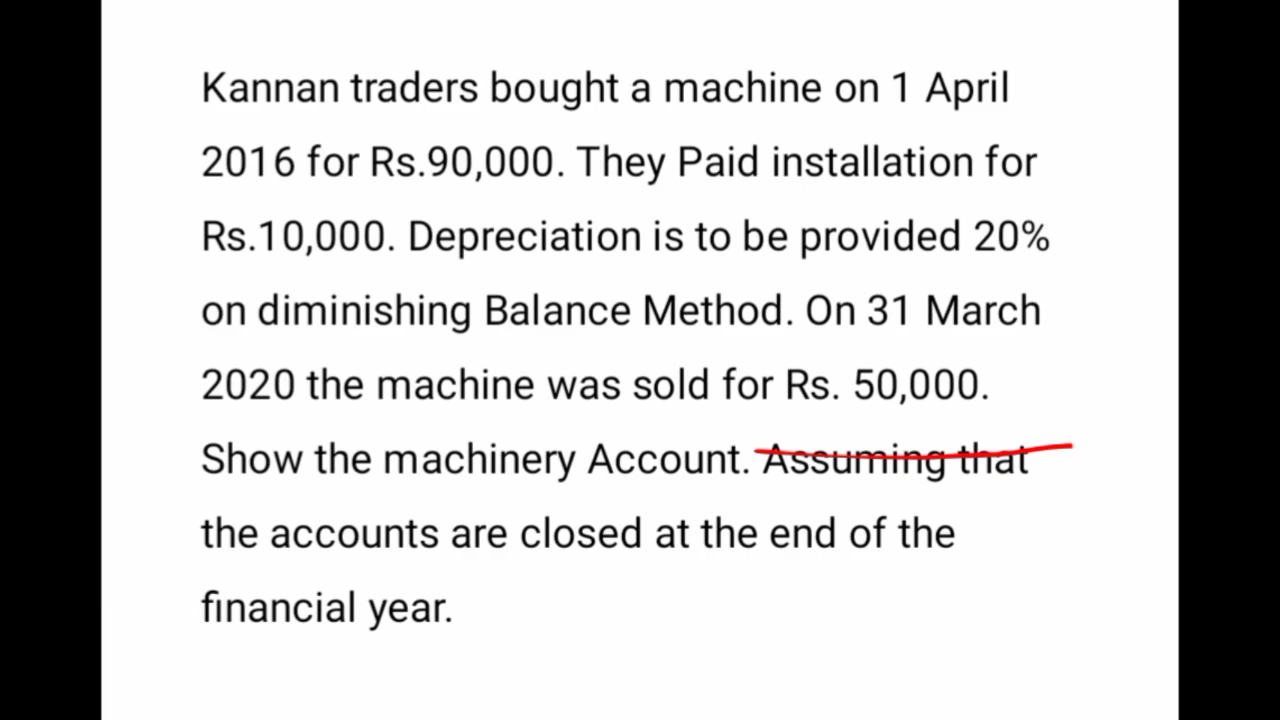 Kannan traders bought a machine on 1 April
2016 for Rs.90,000. They Paid installation for
Rs.10,000. Depreciation is to be provided 20%
on diminishing Balance Method. On 31 March
2020 the machine was sold for Rs. 50,000.
Show the machinery Account. Assuming that
the accounts are closed at the end of the
financial year.